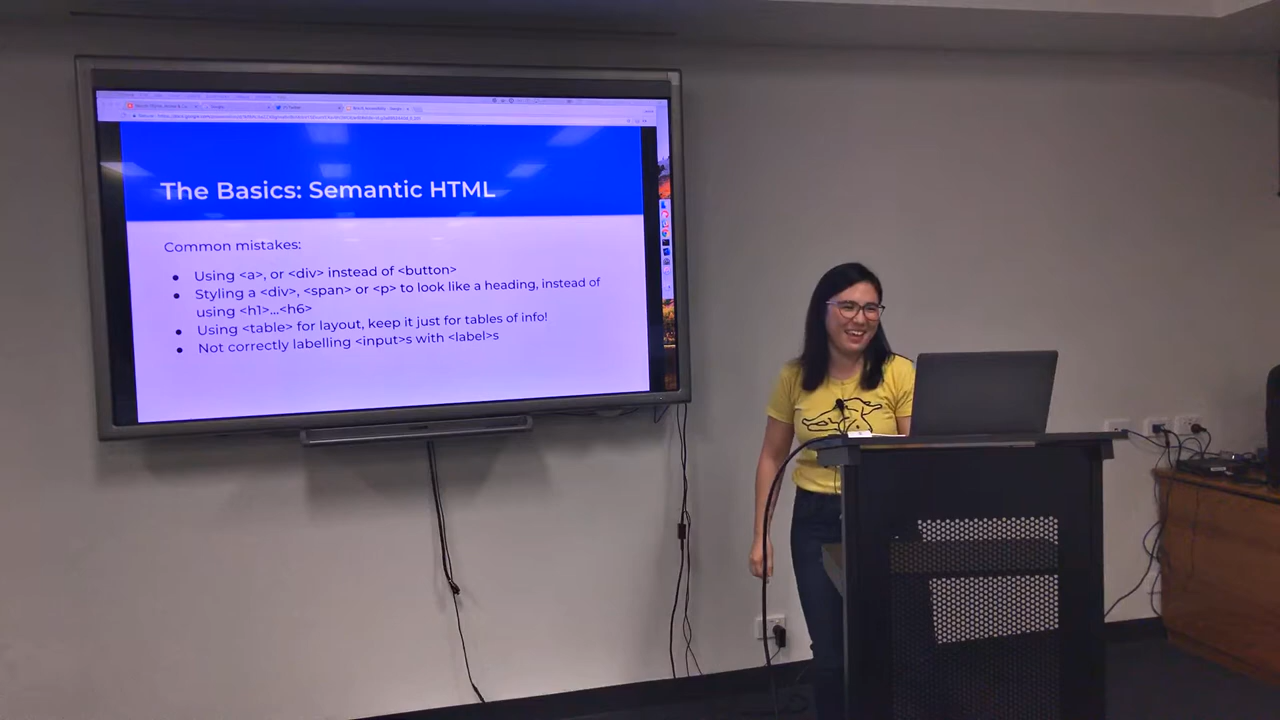 The Basics: Semantic HTML
Common mistakes:
● Using <a>, or <div> instead of <button>
● Styling a <div>, <span> or <p> to look like a heading, instead of
using <h1>...<h6>
● Using <table> for layout, keep it just for tables of info!
● Not correctly labelling <input>s with <label>s